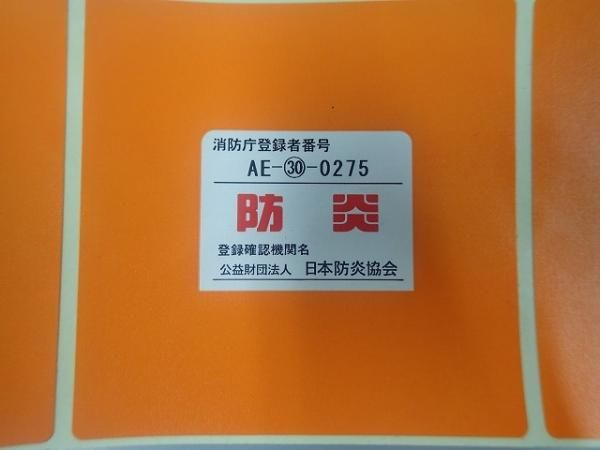 消防庁登録者番号
AE-㉚-0275
防炎
登録確認機関名
公益財団法人 日本防炎協会